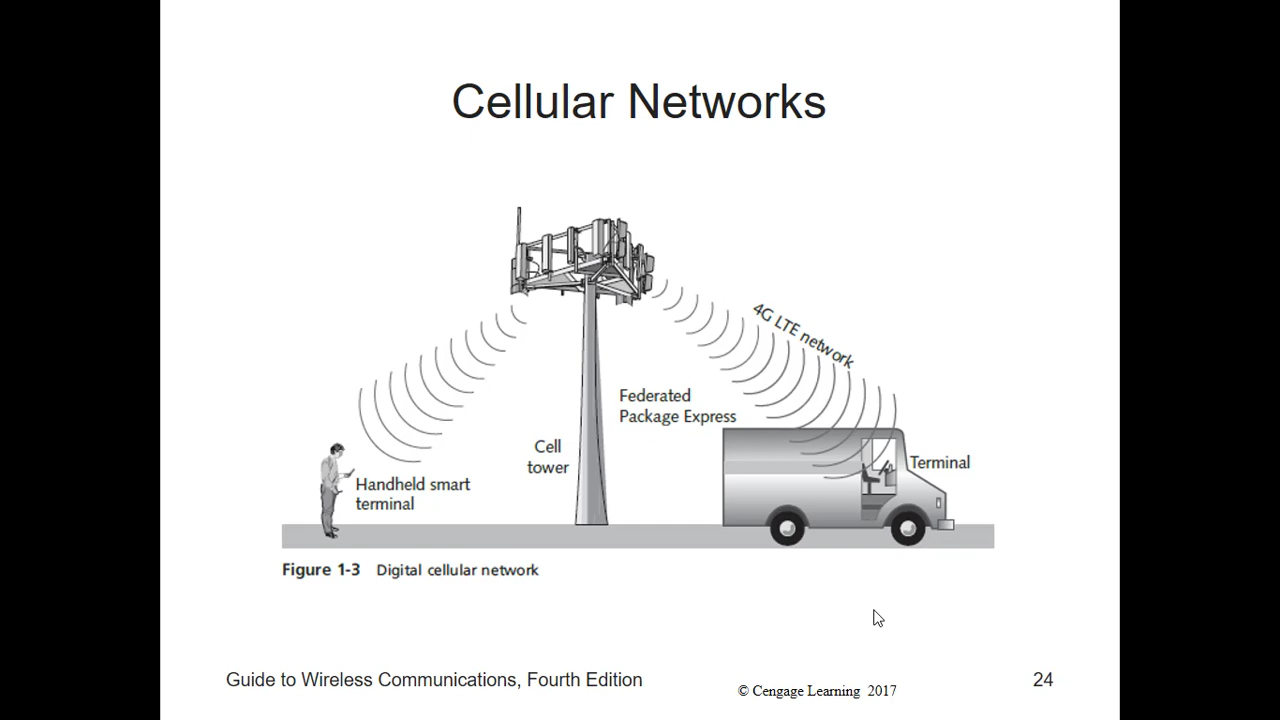 Cellular Networks
4G LTE network
Federated
Package Express
Cell
tower
Terminal
Handheld smart
terminal
Figure 1-3 Digital cellular network
Guide to Wireless Communications, Fourth Edition
© Cengage Learning 2017
24